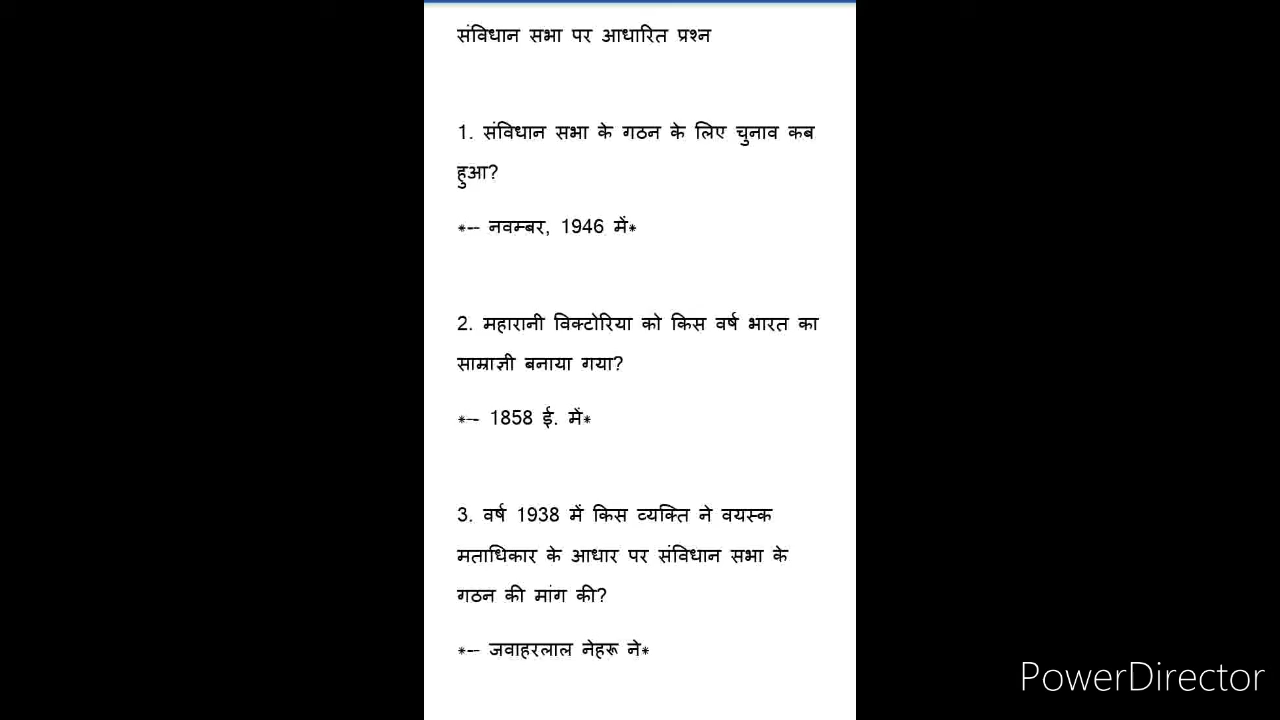 संविधान सभा पर आधारित प्रश्न
1. संविधान सभा के गठन के लिए चुनाव कब
हुआ?
*-- नवम्बर, 1946 में*
2. महारानी विक्टोरिया को किस वर्ष भारत का
साम्राज्ञी बनाया गया?
*-- 1858 ई. में*
3. वर्ष 1938 में किस व्यक्ति ने वयस्क
मताधिकार के आधार पर संविधान सभा के
गठन की मांग की?
*-- जवाहरलाल नेहरू ने*
PowerDirector